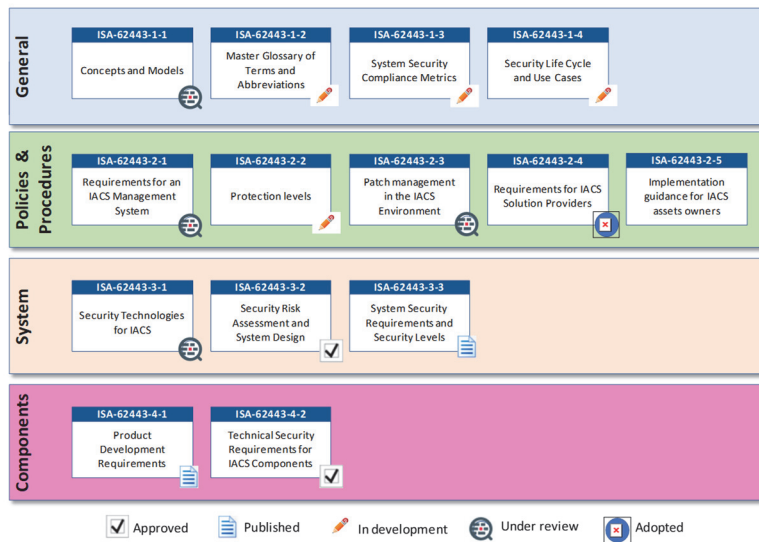 General
ISA-62443-1-1
Concepts and Models
ISA-62443-1-2
Master Glossary of
Terms and
Abbreviations
ISA-62443-1-3
System Security
Compliance Metrics
ISA-62443-1-4
Security Life Cycle
and Use Cases
Policies &
Procedures
ISA-62443-2-1
Requirements for an
IACS Management
System
ISA-62443-2-2
Protection levels
ISA-62443-2-3
Patch management
in the IACS
Environment
ISA-62443-2-4
Requirements for IACS
Solution Providers
ISA-62443-2-5
Implementation
guidance for IACS
assets owners
System
ISA-62443-3-1
Security Technologies
for IACS
ISA-62443-3-2
Security Risk
Assessment and
System Design
ISA-62443-3-3
System Security
Requirements and
Security Levels
Components
ISA-62443-4-1
Product
Development
Requirements
ISA-62443-4-2
Technical Security
Requirements for
IACS Components
Approved
Published
In development
Under review
Adopted